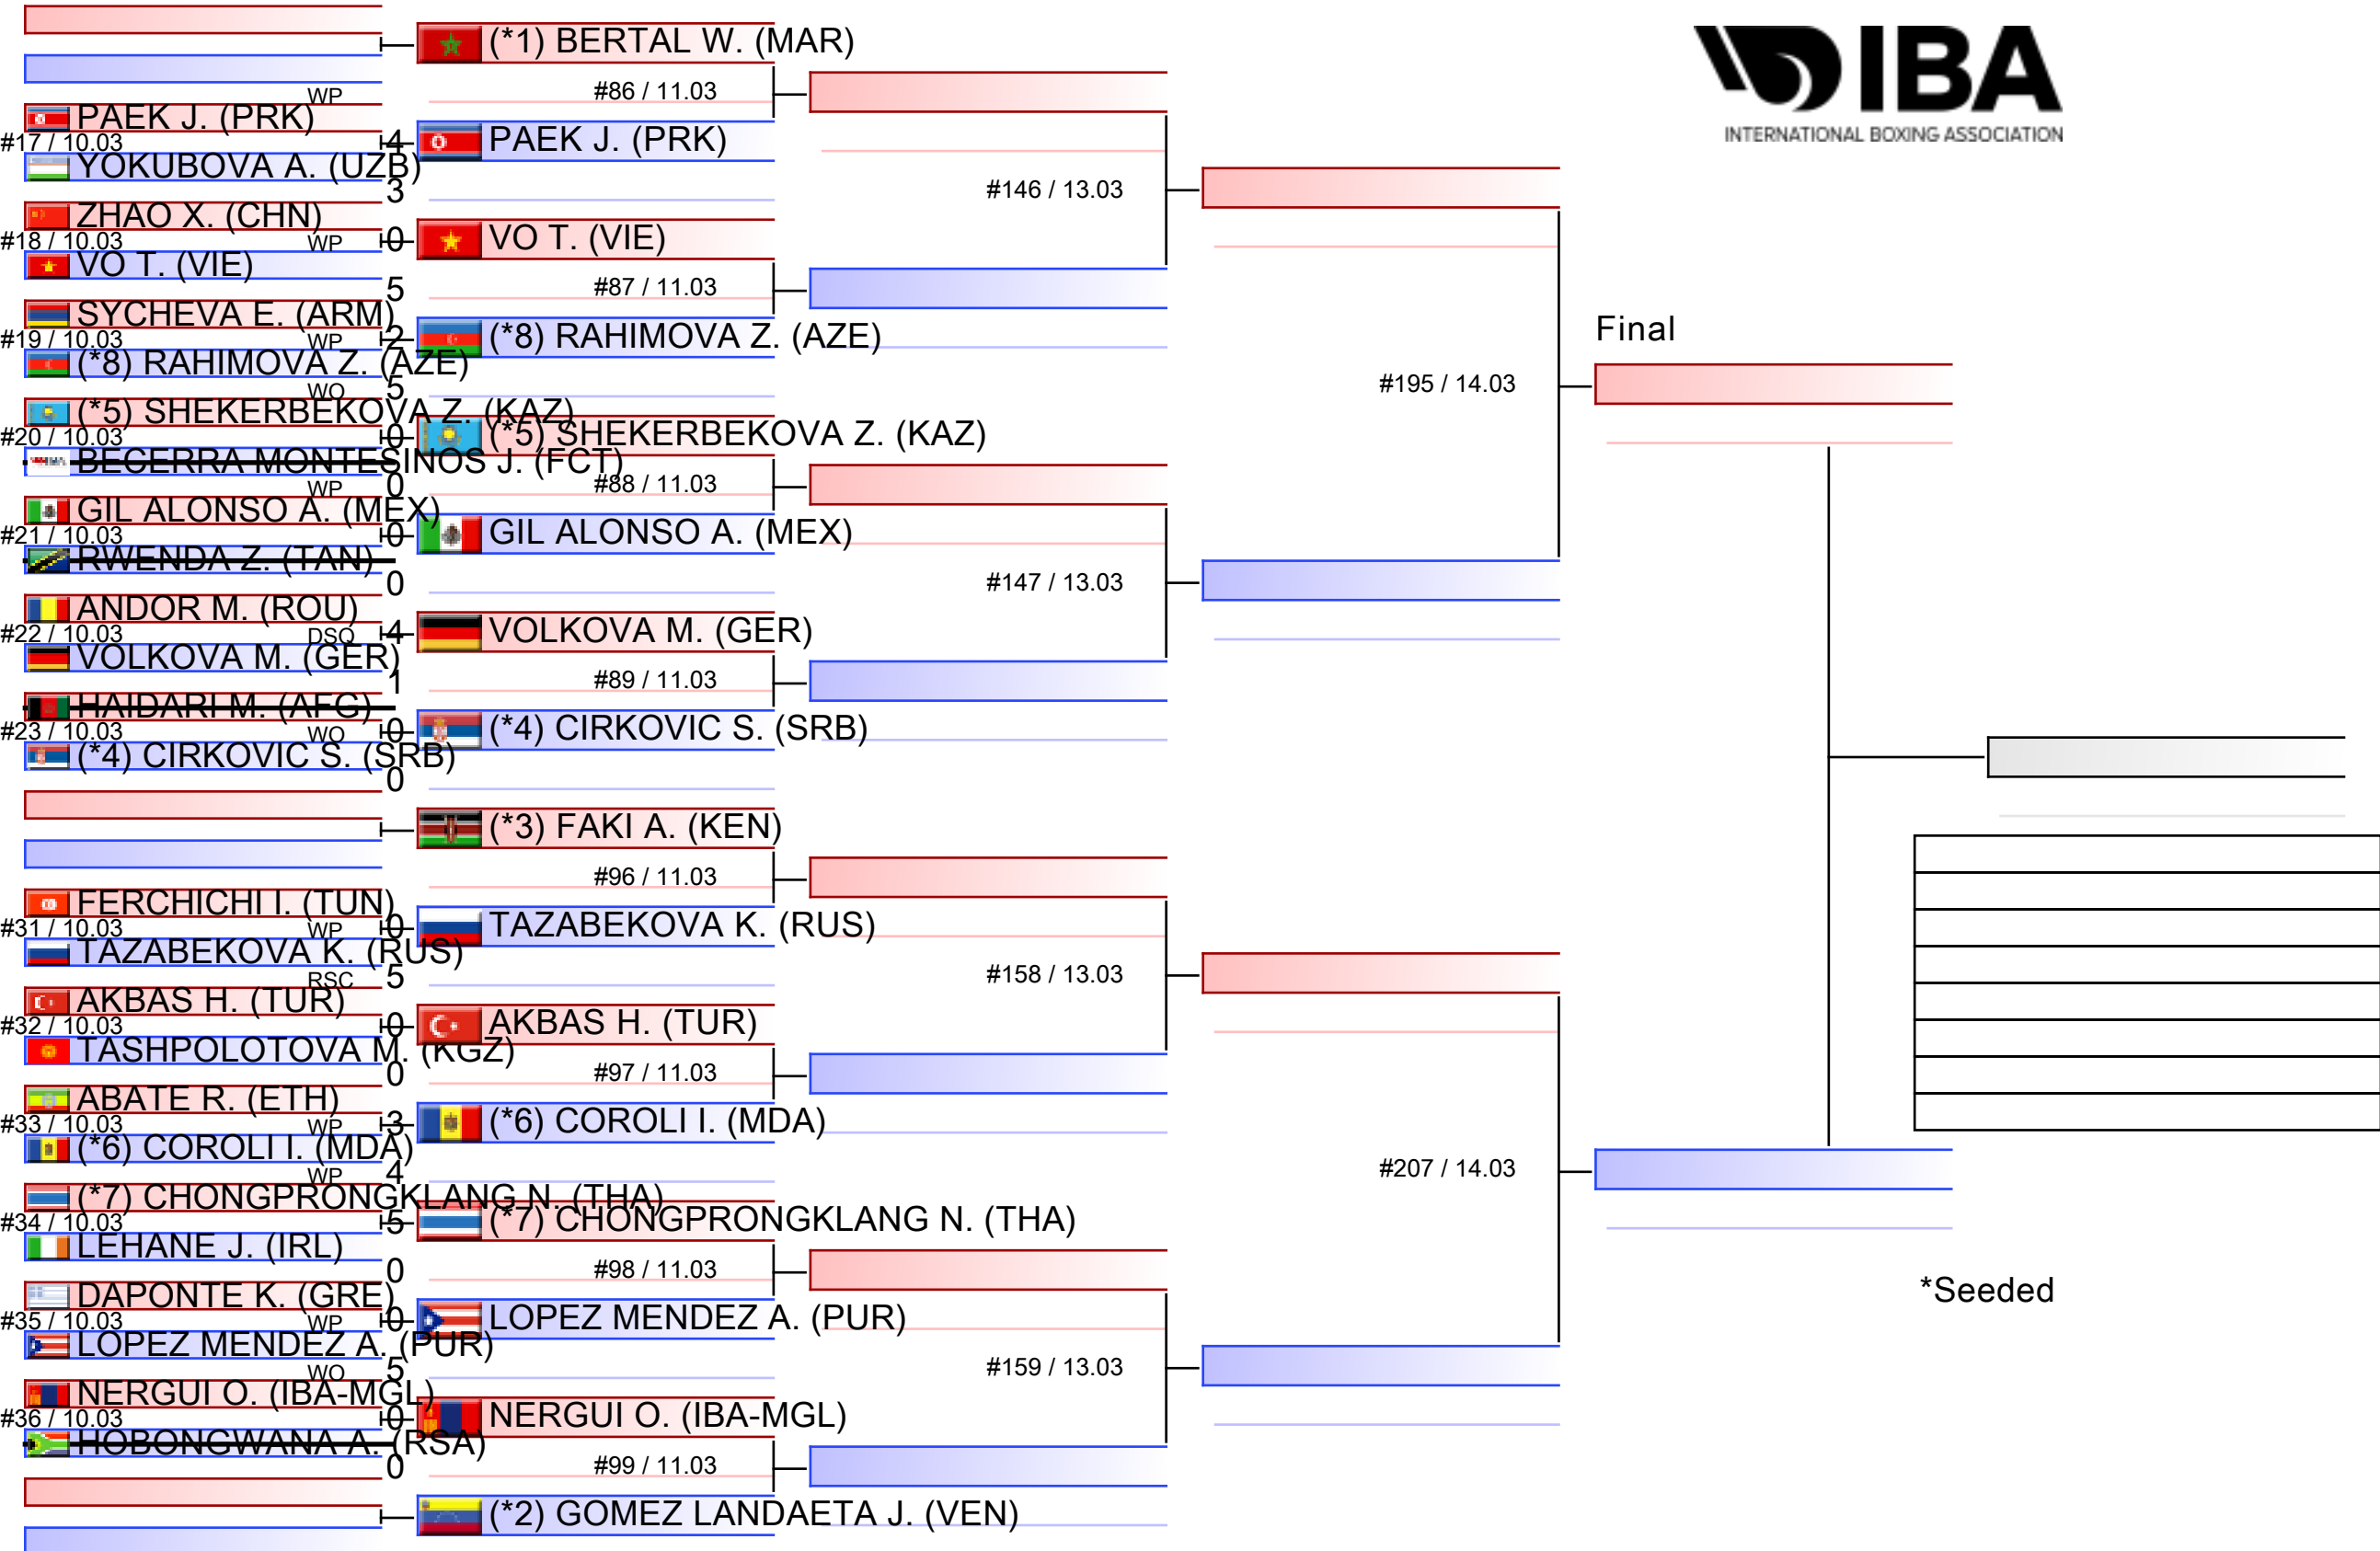 IBA
INTERNATIONAL BOXING ASSOCIATION
(*1) BERTAL W. (MAR)
#86 / 11.03
WP
PAEK J. (PRK)
#17 / 10.03
4
YOKUBOVA A. (UZB)
3
PAEK J. (PRK)
#146 / 13.03
ZHAO X. (CHN)
#18 / 10.03
WP
0
VO T. (VIE)
5
VO T. (VIE)
#87 / 11.03
SYCHEVA E. (ARM)
#19 / 10.03
WP
2
(*8) RAHIMOVA Z. (AZE)
5
(*8) RAHIMOVA Z. (AZE)
Final
#195 / 14.03
WO
(*5) SHEKERBEKOVA Z. (KAZ)
#20 / 10.03
0
BECERRA MONTESINOS J. (FCT)
0
(*5) SHEKERBEKOVA Z. (KAZ)
#88 / 11.03
WP
GIL ALONSO A. (MEX)
#21 / 10.03
0
RWENDA Z. (TAN)
0
GIL ALONSO A. (MEX)
#147 / 13.03
ANDOR M. (ROU)
#22 / 10.03
DSQ
4
VOLKOVA M. (GER)
1
VOLKOVA M. (GER)
#89 / 11.03
HAIDARI M. (AFG)
#23 / 10.03
WO
0
(*4) CIRKOVIC S. (SRB)
0
(*4) CIRKOVIC S. (SRB)
(*3) FAKI A. (KEN)
#96 / 11.03
FERCHICHI I. (TUN)
#31 / 10.03
WP
0
TAZABEKOVA K. (RUS)
5
TAZABEKOVA K. (RUS)
#158 / 13.03
RSC
AKBAS H. (TUR)
#32 / 10.03
0
TASHPOLOTOVA M. (KGZ)
0
AKBAS H. (TUR)
#97 / 11.03
ABATE R. (ETH)
#33 / 10.03
WP
3
(*6) COROLI I. (MDA)
4
(*6) COROLI I. (MDA)
#207 / 14.03
WP
(*7) CHONGPRONGKLANG N. (THA)
#34 / 10.03
5
LEHANE J. (IRL)
0
(*7) CHONGPRONGKLANG N. (THA)
#98 / 11.03
*Seeded
DAPONTE K. (GRE)
#35 / 10.03
WP
0
LOPEZ MENDEZ A. (PUR)
5
LOPEZ MENDEZ A. (PUR)
#159 / 13.03
WO
NERGUI O. (IBA-MGL)
#36 / 10.03
0
HOBONGWANA A. (RSA)
0
NERGUI O. (IBA-MGL)
#99 / 11.03
(*2) GOMEZ LANDAETA J. (VEN)